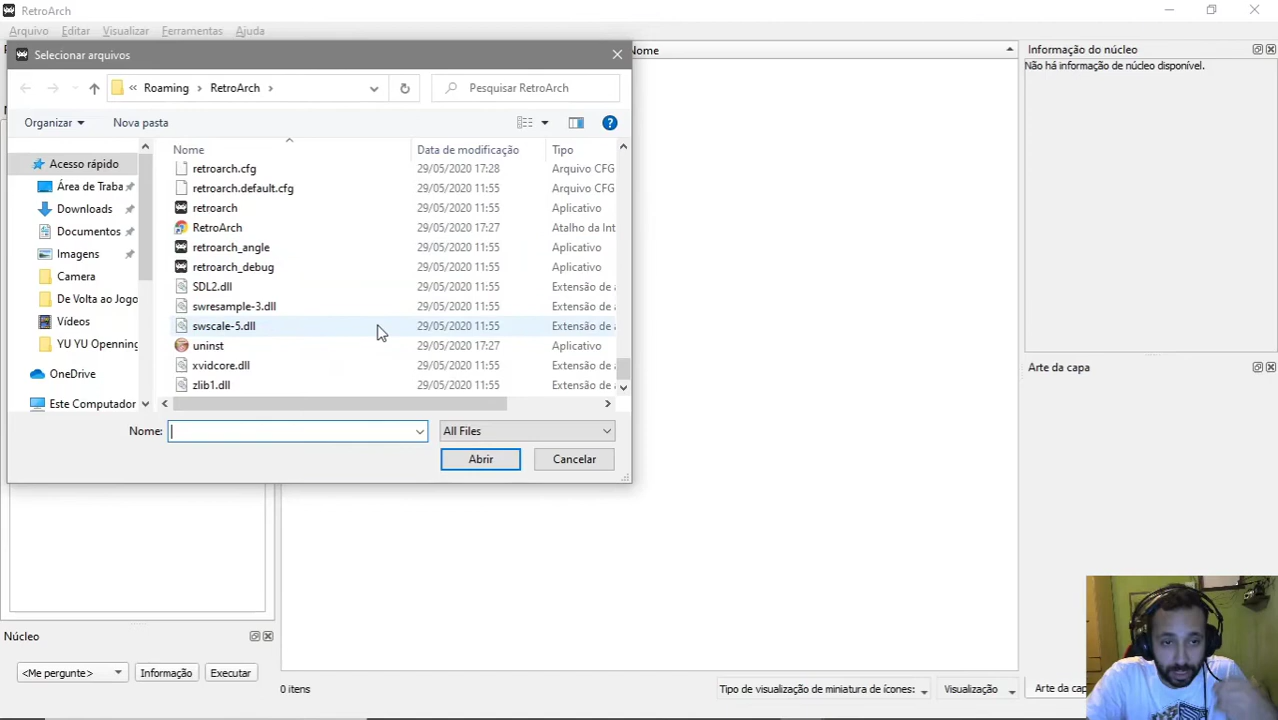 RetroArch
Arquivo Editar Visualizar Ferramentas Ajuda
Selecionar arquivos
Nome
Informação do núcleo
Não há informação de núcleo disponível.
« Roaming › RetroArch ›
Pesquisar RetroArch
Organizar Nova pasta
Nome Data de modificação Tipo
Acesso rápido
Área de Traba
Downloads
Documentos
Imagens
Camera
De Volta ao Jogo
Vídeos
YU YU Openning
OneDrive
Este Computador
retroarch.cfg 29/05/2020 17:28 Arquivo CFG
retroarch.default.cfg 29/05/2020 11:55 Arquivo CFG
retroarch 29/05/2020 11:55 Aplicativo
RetroArch 29/05/2020 17:27 Atalho da Int
retroarch_angle 29/05/2020 11:55 Aplicativo
retroarch_debug 29/05/2020 11:55 Aplicativo
SDL2.dll 29/05/2020 11:55 Extensão de a
swresample-3.dll 29/05/2020 11:55 Extensão de a
swscale-5.dll 29/05/2020 11:55 Extensão de a
uninst 29/05/2020 17:27 Aplicativo
xvidcore.dll 29/05/2020 11:55 Extensão de a
zlib1.dll 29/05/2020 11:55 Extensão de a
Nome:
All Files
Abrir Cancelar
Arte da capa
Núcleo
<Me pergunte> Informação Executar
0 itens
Tipo de visualização de miniatura de ícones: Visualização
Arte da cap